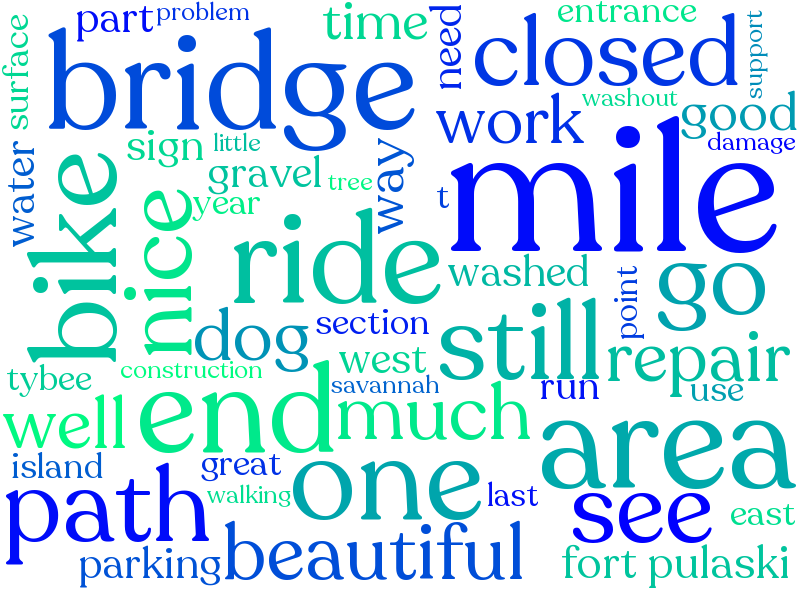 part
problem
time
need
closed
entrance
support
surface
bridge
work
washout
good
damage
sign
little
water
gravel
tree
way
t
mile
year
bike
nice
ride
washed
point
go
dog
section
still
repair
tybee
construction
west
savannah
run
use
well
end
much
area
island
great
path
walking
one
last
see
east
parking
beautiful
fort pulaski